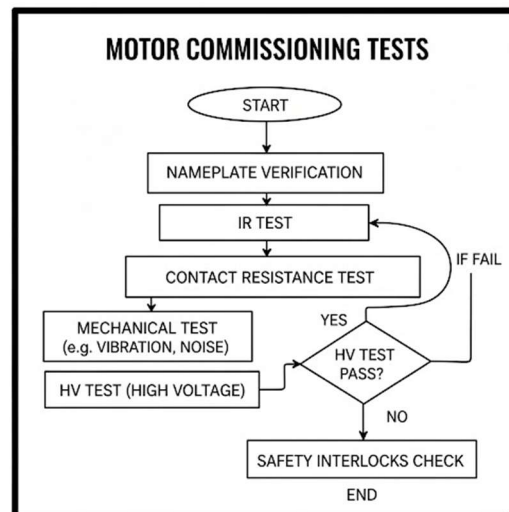 MOTOR COMMISSIONING TESTS
START
NAMEPLATE VERIFICATION
IR TEST
CONTACT RESISTANCE TEST
IF FAIL
MECHANICAL TEST
(e.g. VIBRATION, NOISE)
YES
HV TEST
PASS?
HV TEST (HIGH VOLTAGE)
NO
SAFETY INTERLOCKS CHECK
END